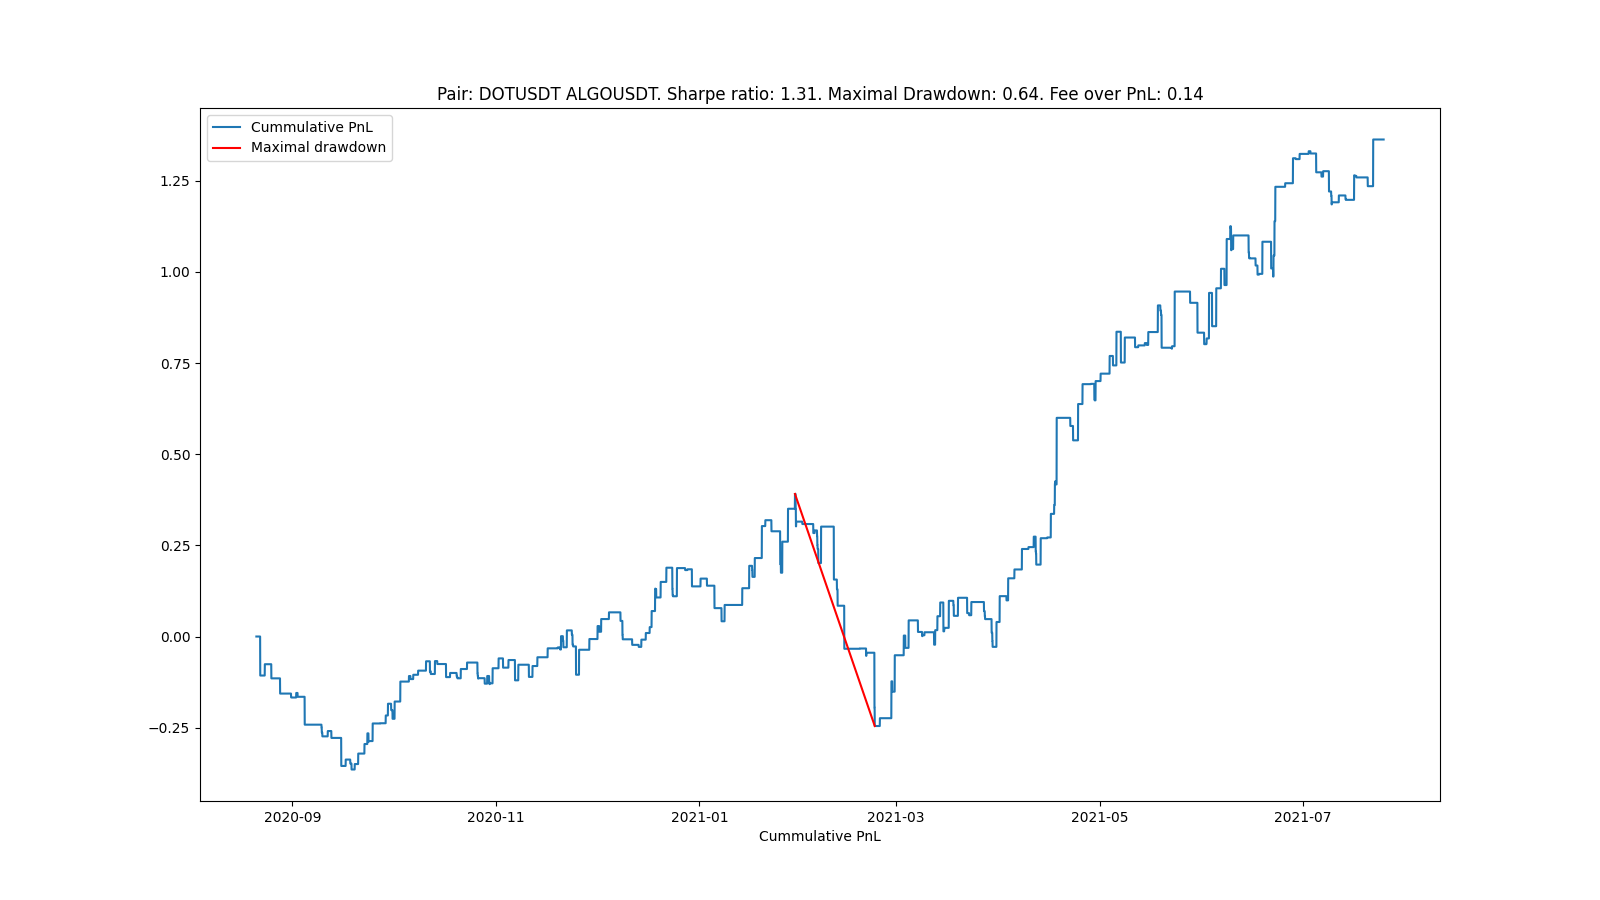 Pair: DOTUSDT ALGOUSDT. Sharpe ratio: 1.31. Maximal Drawdown: 0.64. Fee over PnL: 0.14
Cummulative PnL
Maximal drawdown
1.25
1.00
0.75
0.50
0.25
0.00
−0.25
2020-09 2020-11 2021-01 2021-03 2021-05 2021-07
Cummulative PnL